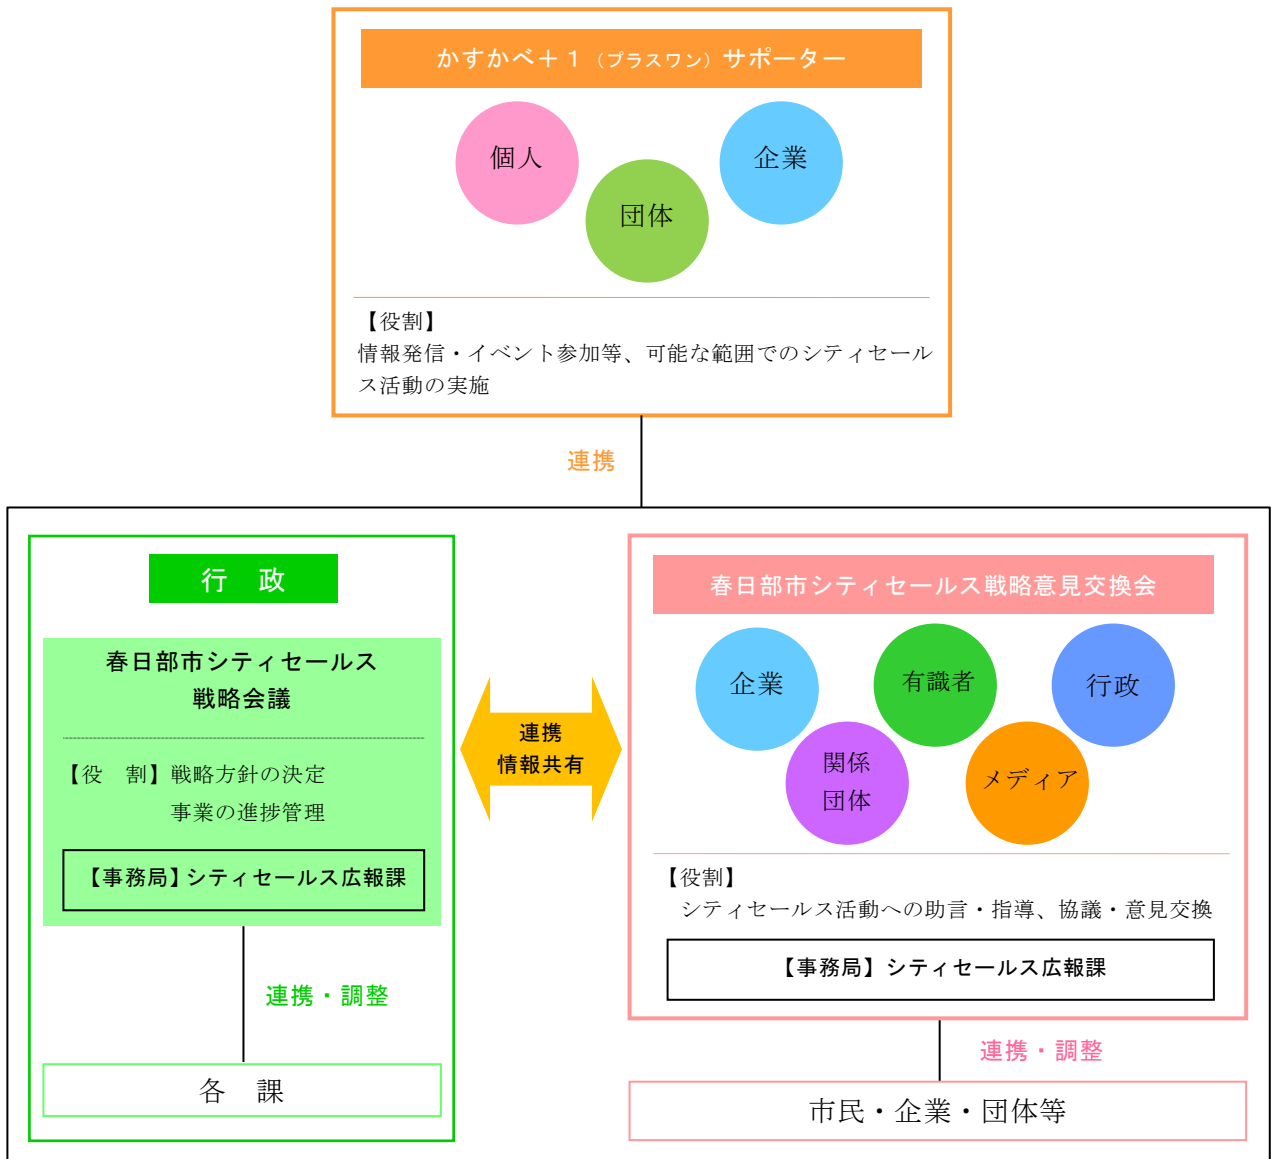 かすかべ＋１（プラスワン）サポーター
個人
企業
団体
【役割】
情報発信・イベント参加等、可能な範囲でのシティセール
ス活動の実施
連携
行　政
春日部市シティセールス
戦略会議
【役　割】戦略方針の決定
事業の進捗管理
【事務局】シティセールス広報課
連携・調整
各　課
連携
情報共有
春日部市シティセールス戦略意見交換会
企業
有識者
行政
関係
団体
メディア
【役割】
シティセールス活動への助言・指導、協議・意見交換
【事務局】シティセールス広報課
連携・調整
市民・企業・団体等